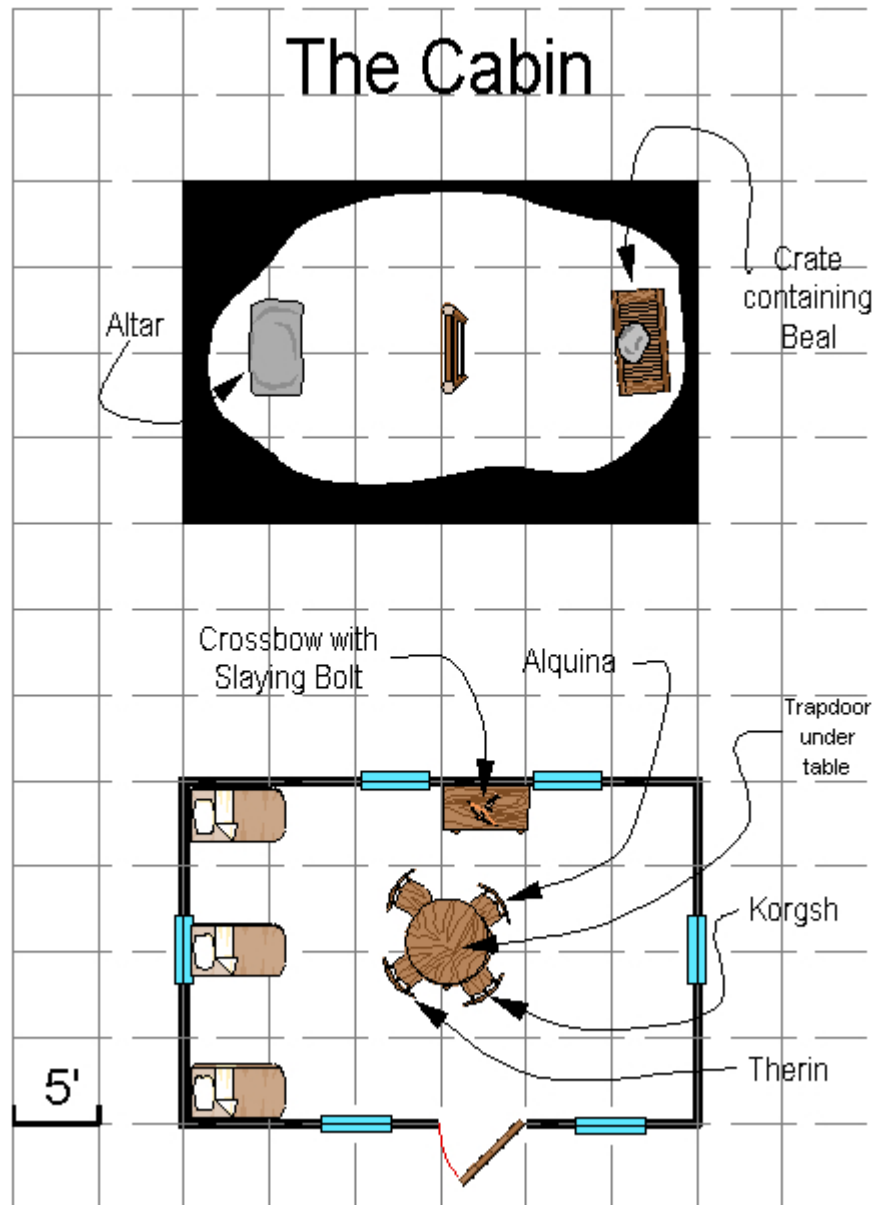 The Cabin
Crate
containing
Beal
Altar
Crossbow with
Slaying Bolt
Alquina
Trapdoor
under
table
Korgsh
Therin
5'